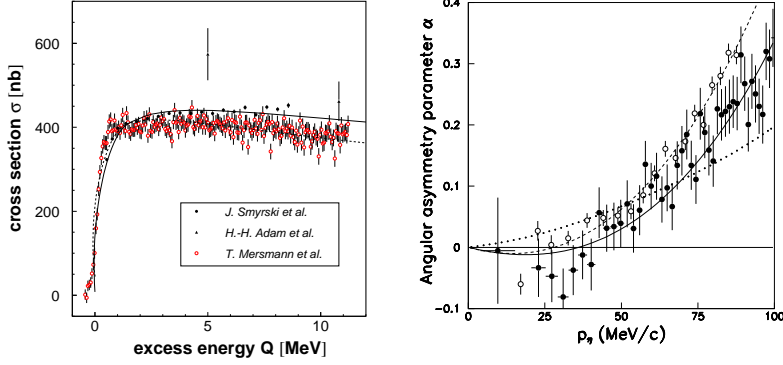 cross section σ [nb]
600
400
200
0
J. Smyrski et al.
H.-H. Adam et al.
T. Mersmann et al.
0
5
10
excess energy Q [MeV]
Angular asymmetry parameter α
0.4
0.3
0.2
0.1
0
-0.1
0
25
50
75
100
pη (MeV/c)